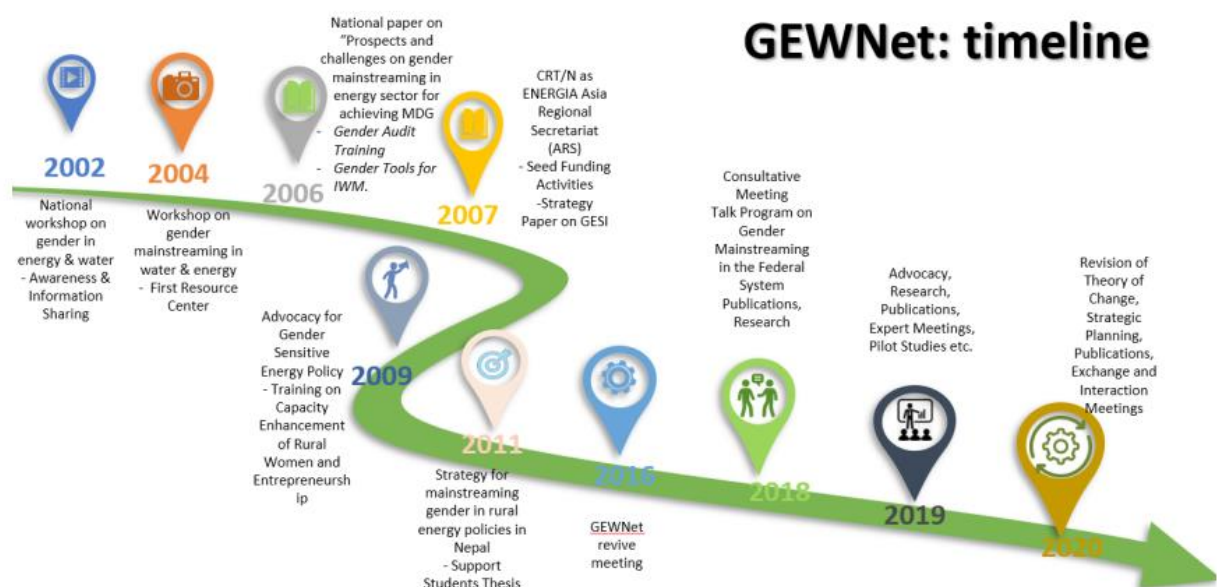 GEWNet: timeline
2002
National
workshop on
gender in
energy & water
- Awareness &
Information
Sharing
2004
Workshop on
gender
mainstreaming in
water & energy
- First Resource
Center
National paper on
"Prospects and
challenges on gender
mainstreaming in
energy sector for
achieving MDG
- Gender Audit
Training
- Gender Tools for
IWM.
2006
CRT/N as
ENERGIA Asia
Regional
Secretariat
(ARS)
- Seed Funding
Activities
-Strategy
Paper on GESI
2007
2009
Advocacy for
Gender
Sensitive
Energy Policy
- Training on
Capacity
Enhancement
of Rural
Women and
Entrepreneursh
ip
2011
Strategy for
mainstreaming
gender in rural
energy policies in
Nepal
- Support
Students Thesis
2016
GEWNet
revive
meeting
Consultative
Meeting
Talk Program on
Gender
Mainstreaming
in the Federal
System
Publications,
Research
2018
Advocacy,
Research,
Publications,
Expert Meetings,
Pilot Studies etc.
2019
Revision of
Theory of
Change,
Strategic
Planning,
Publications,
Exchange and
Interaction
Meetings
2020